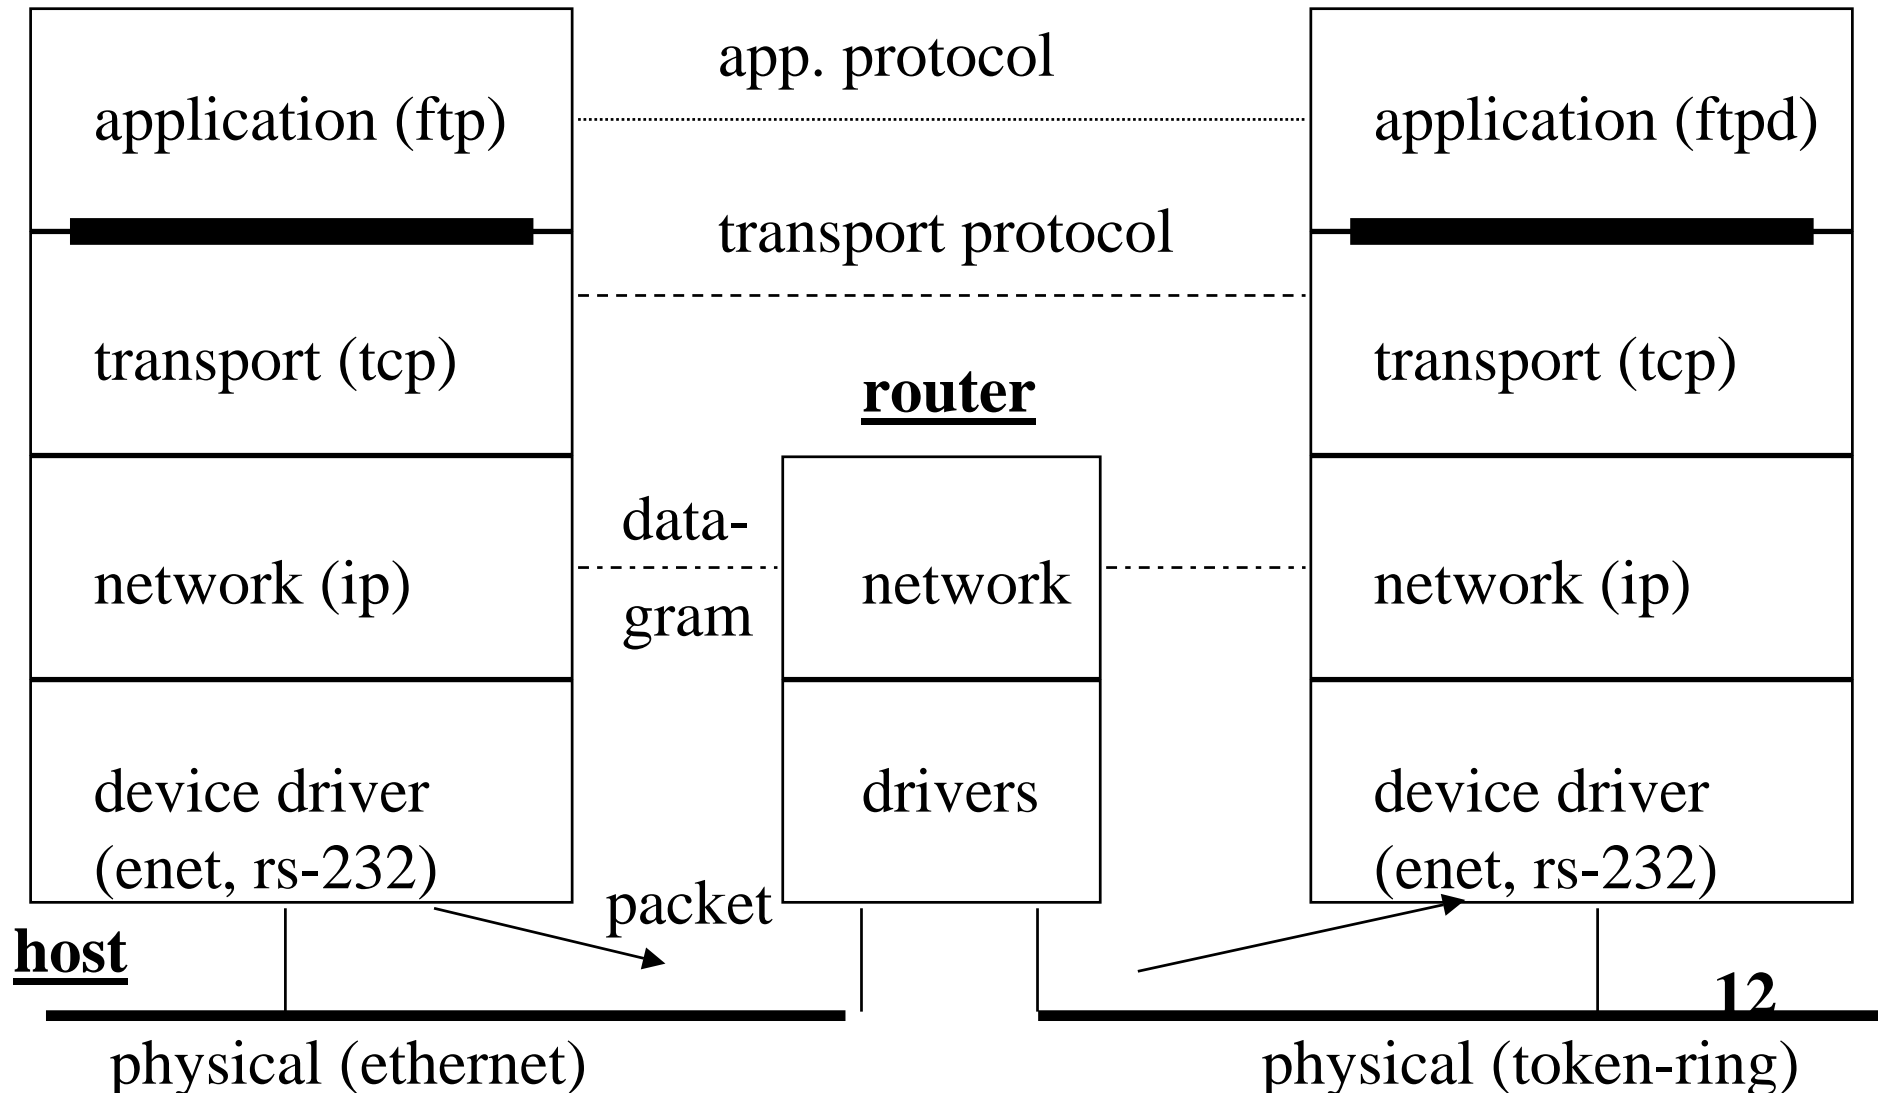 app. protocol
application (ftp)
application (ftpd)
transport protocol
transport (tcp)
transport (tcp)
router
data-
gram
network (ip)
network
network (ip)
device driver
(enet, rs-232)
drivers
device driver
(enet, rs-232)
packet
host
12
physical (ethernet)
physical (token-ring)